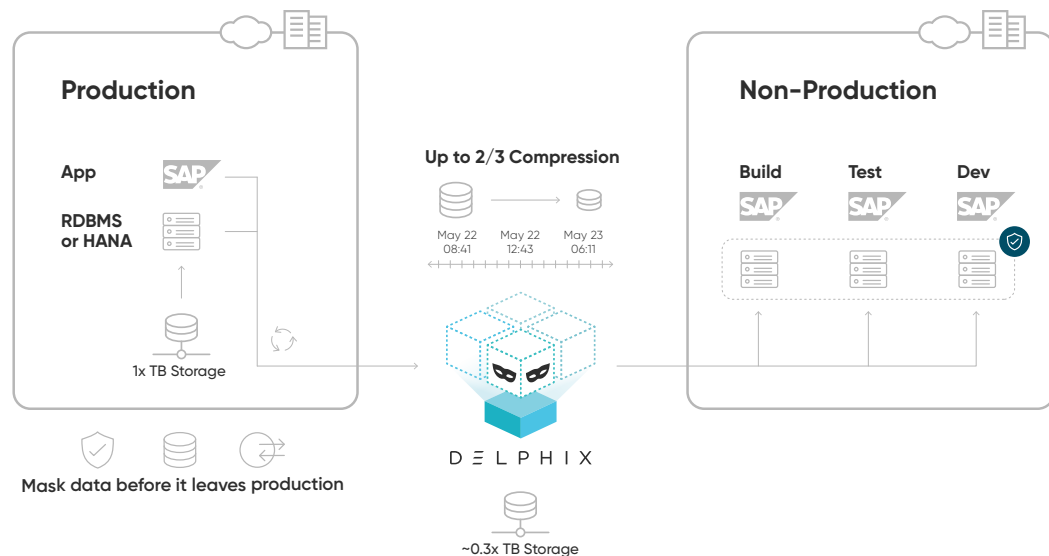 Production
App
SAP
RDBMS
or HANA
1x TB Storage
Mask data before it leaves production
Up to 2/3 Compression
May 22
08:41
May 22
12:43
May 23
06:11
DELPHIX
~0.3x TB Storage
Non-Production
Build
Test
Dev
SAP
SAP
SAP